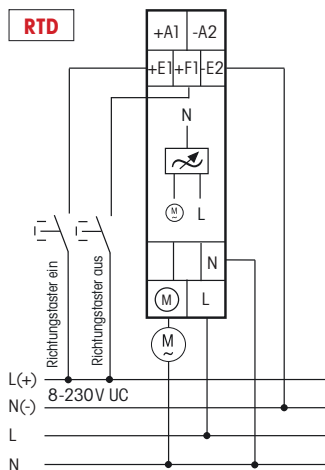 RTD
+A1 -A2
+E1 +F1 -E2
N
M ~ L
N
M L
M ~
Richtungstaster ein
Richtungstaster aus
L(+)
8-230V UC
N(-)
L
N